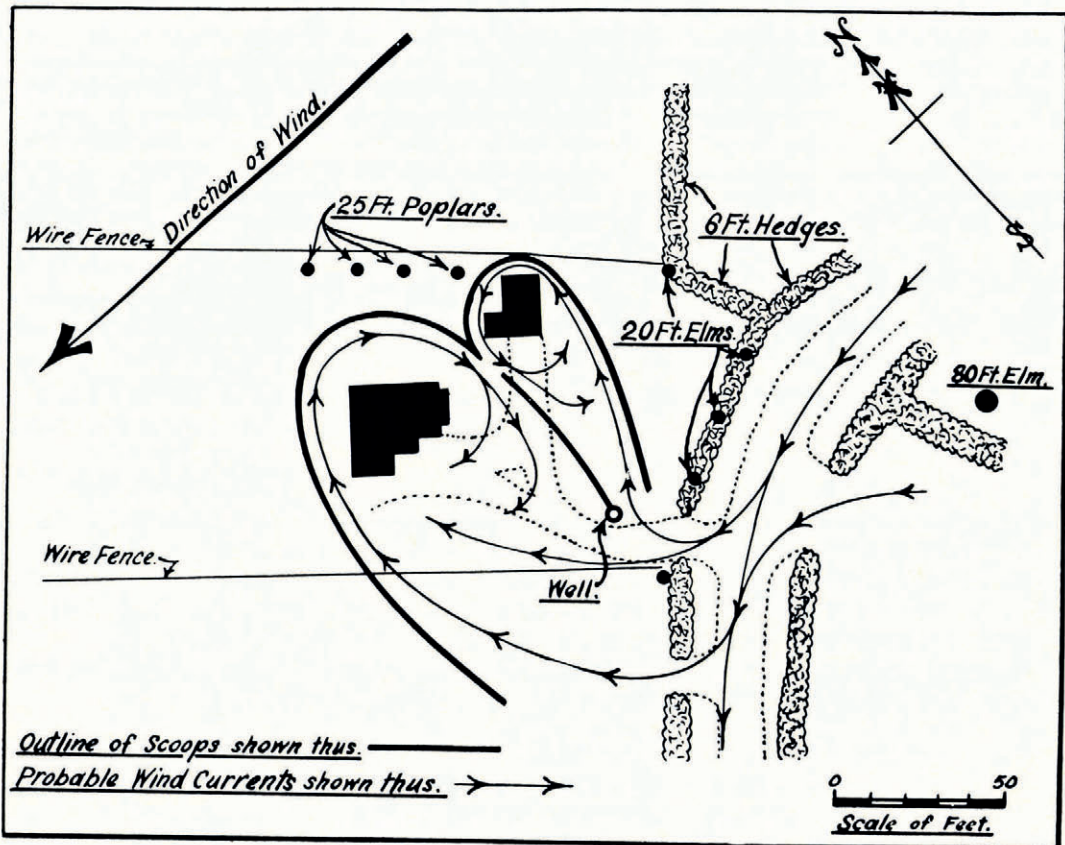 Direction of Wind.
N
S
25 Ft. Poplars.
Wire Fence
6 Ft. Hedges.
20 Ft. Elms.
80 Ft. Elm.
Wire Fence
Well.
Outline of Scoops shown thus.
Probable Wind Currents shown thus.
0 50
Scale of Feet.